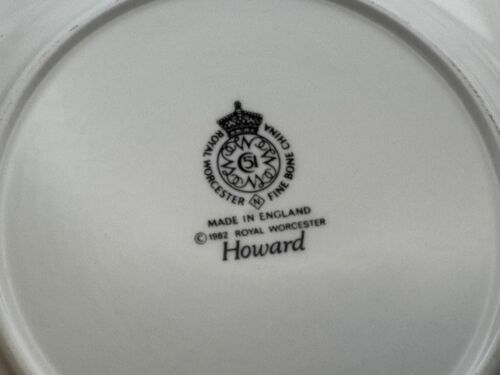 ROYAL WORCESTER
FINE BONE CHINA
51
N
MADE IN ENGLAND
© 1982 ROYAL WORCESTER
Howard